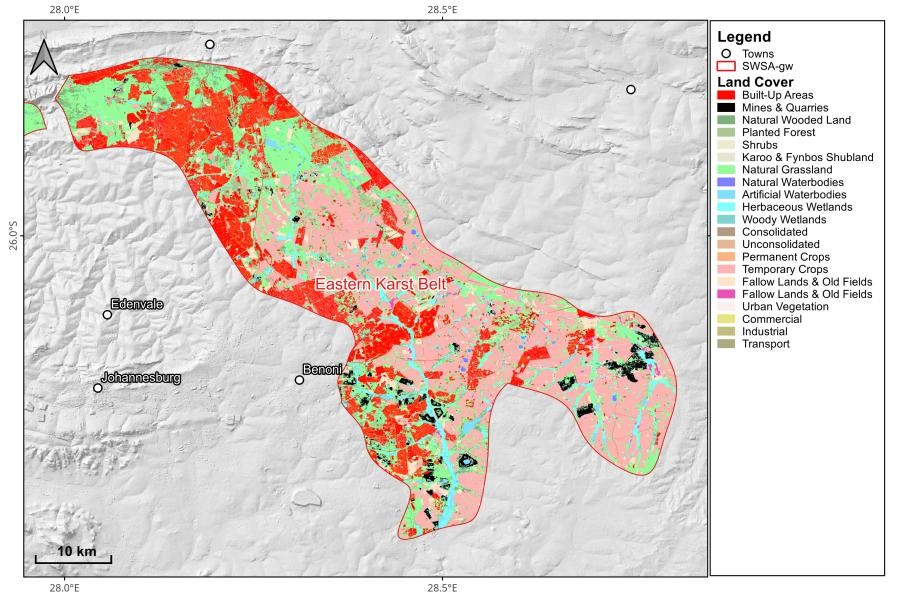 28.0°E 28.5°E
26.0°S
Eastern Karst Belt
Edenvale
Benoni
Johannesburg
10 km
28.0°E 28.5°E
Legend
Towns
SWSA-gw
Land Cover
Built-Up Areas
Mines & Quarries
Natural Wooded Land
Planted Forest
Shrubs
Karoo & Fynbos Shubland
Natural Grassland
Natural Waterbodies
Artificial Waterbodies
Herbaceous Wetlands
Woody Wetlands
Consolidated
Unconsolidated
Permanent Crops
Temporary Crops
Fallow Lands & Old Fields
Fallow Lands & Old Fields
Urban Vegetation
Commercial
Industrial
Transport